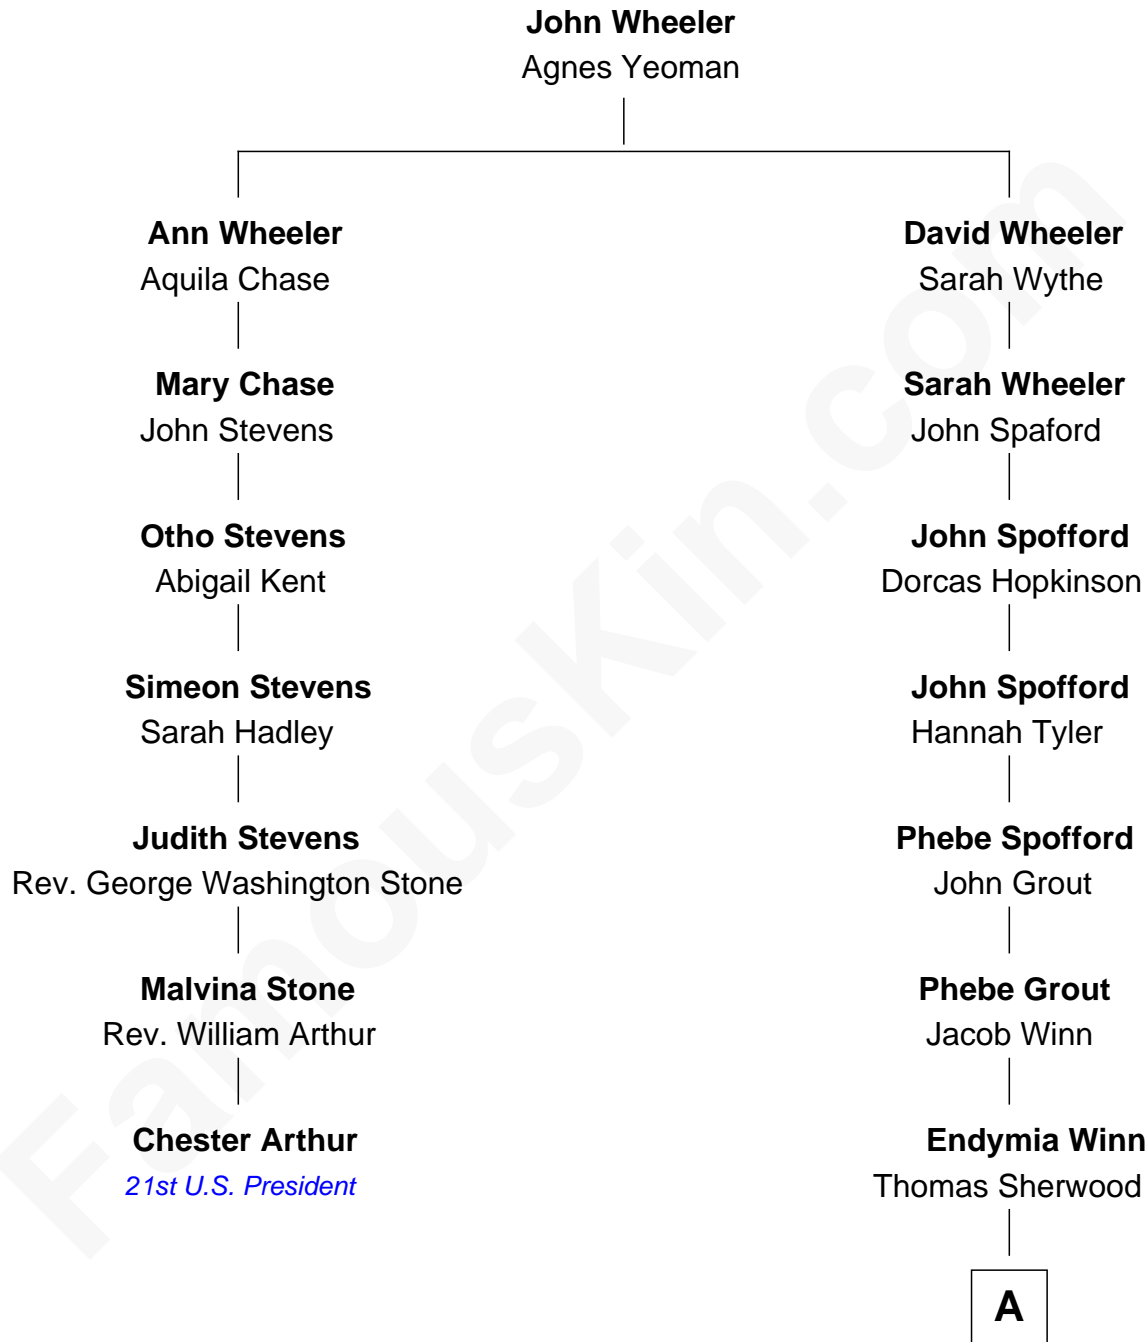 John Wheeler
Agnes Yeoman
Ann Wheeler
Aquila Chase
David Wheeler
Sarah Wythe
Mary Chase
John Stevens
Sarah Wheeler
John Spaford
Otho Stevens
Abigail Kent
John Spofford
Dorcas Hopkinson
Simeon Stevens
Sarah Hadley
John Spofford
Hannah Tyler
Judith Stevens
Rev. George Washington Stone
Phebe Spofford
John Grout
Malvina Stone
Rev. William Arthur
Phebe Grout
Jacob Winn
Chester Arthur
21st U.S. President
Endymia Winn
Thomas Sherwood
A
FamousKin.com